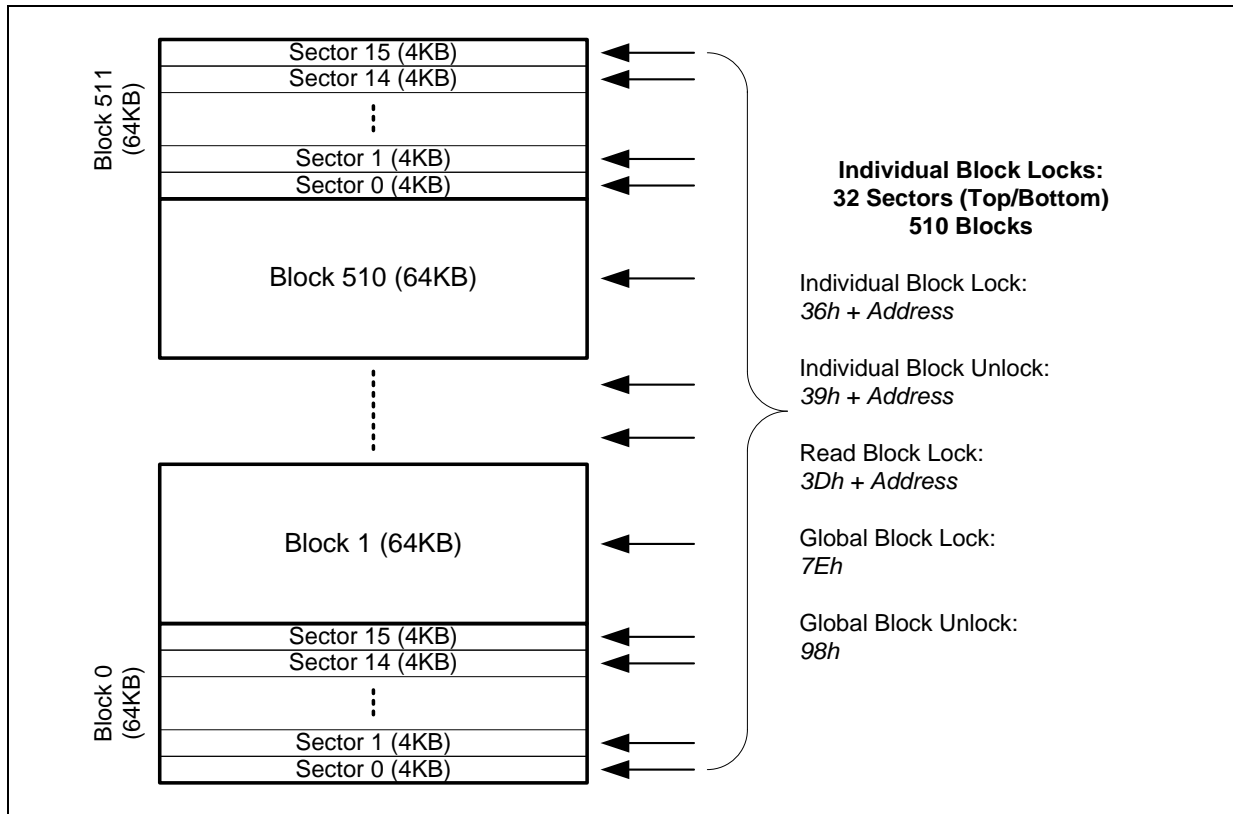 Block 511
(64KB)
Sector 15 (4KB)
Sector 14 (4KB)
Sector 1 (4KB)
Sector 0 (4KB)
Block 510 (64KB)
Block 1 (64KB)
Block 0
(64KB)
Sector 15 (4KB)
Sector 14 (4KB)
Sector 1 (4KB)
Sector 0 (4KB)
Individual Block Locks:
32 Sectors (Top/Bottom)
510 Blocks
Individual Block Lock:
36h + Address
Individual Block Unlock:
39h + Address
Read Block Lock:
3Dh + Address
Global Block Lock:
7Eh
Global Block Unlock:
98h